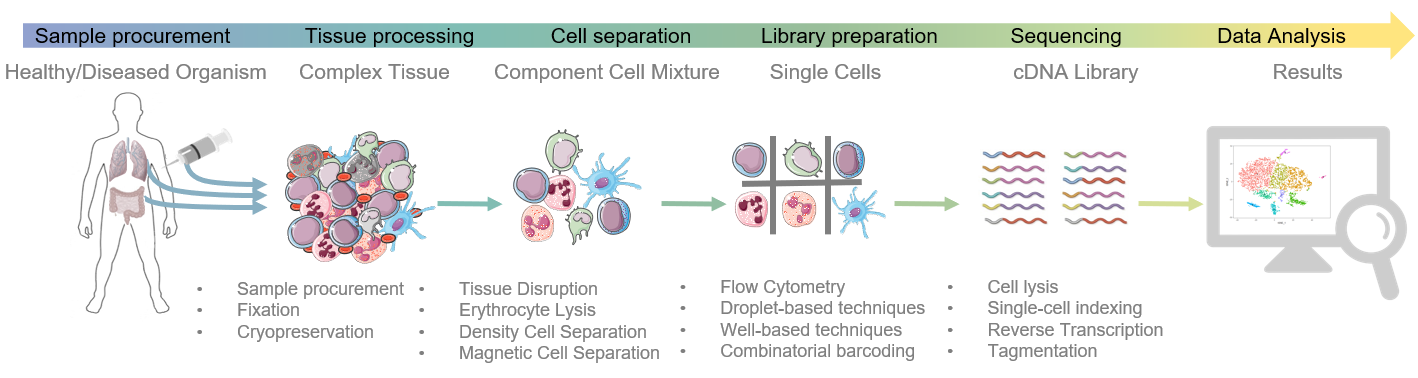 Sample procurement
Tissue processing
Cell separation
Library preparation
Sequencing
Data Analysis
Healthy/Diseased Organism
Complex Tissue
Component Cell Mixture
Single Cells
cDNA Library
Results
• Sample procurement
• Fixation
• Cryopreservation
• Tissue Disruption
• Erythrocyte Lysis
• Density Cell Separation
• Magnetic Cell Separation
• Flow Cytometry
• Droplet-based techniques
• Well-based techniques
• Combinatorial barcoding
• Cell lysis
• Single-cell indexing
• Reverse Transcription
• Tagmentation